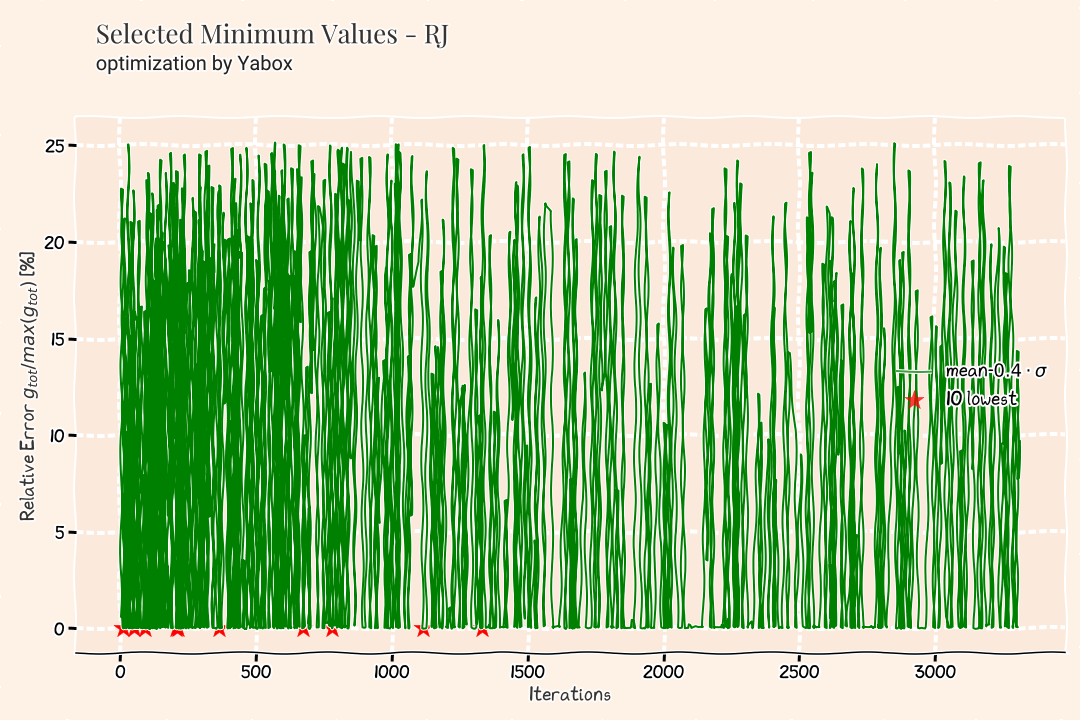 Selected Minimum Values - RJ
optimization by Yabox
25
20
15
10
5
0
Relative Error g_tot/max(g_tot) [%]
mean-0.4 · σ
10 lowest
0 500 1000 1500 2000 2500 3000
Iterations